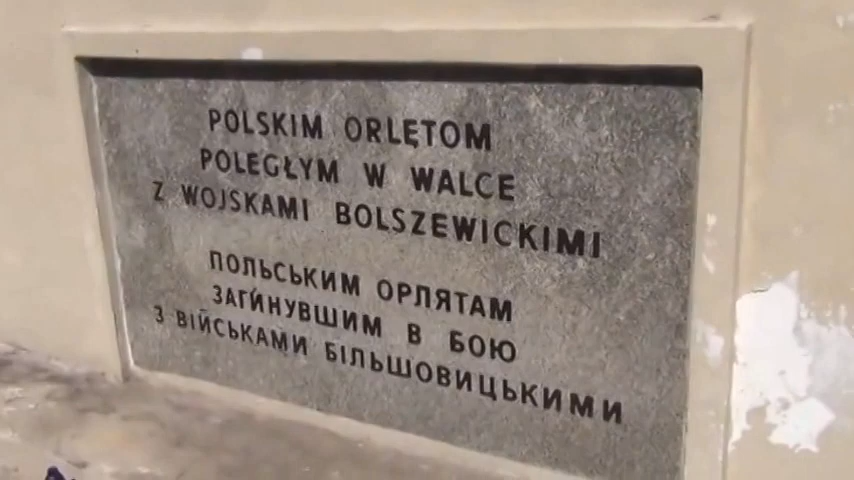 POLSKIM ORLĘTOM
POLEGŁYM W WALCE
Z WOJSKAMI BOLSZEWICKIMI
ПОЛЬСЬКИМ ОРЛЯТАМ
ЗАГИНУВШИМ В БОЮ
З ВІЙСЬКАМИ БІЛЬШОВИЦЬКИМИ